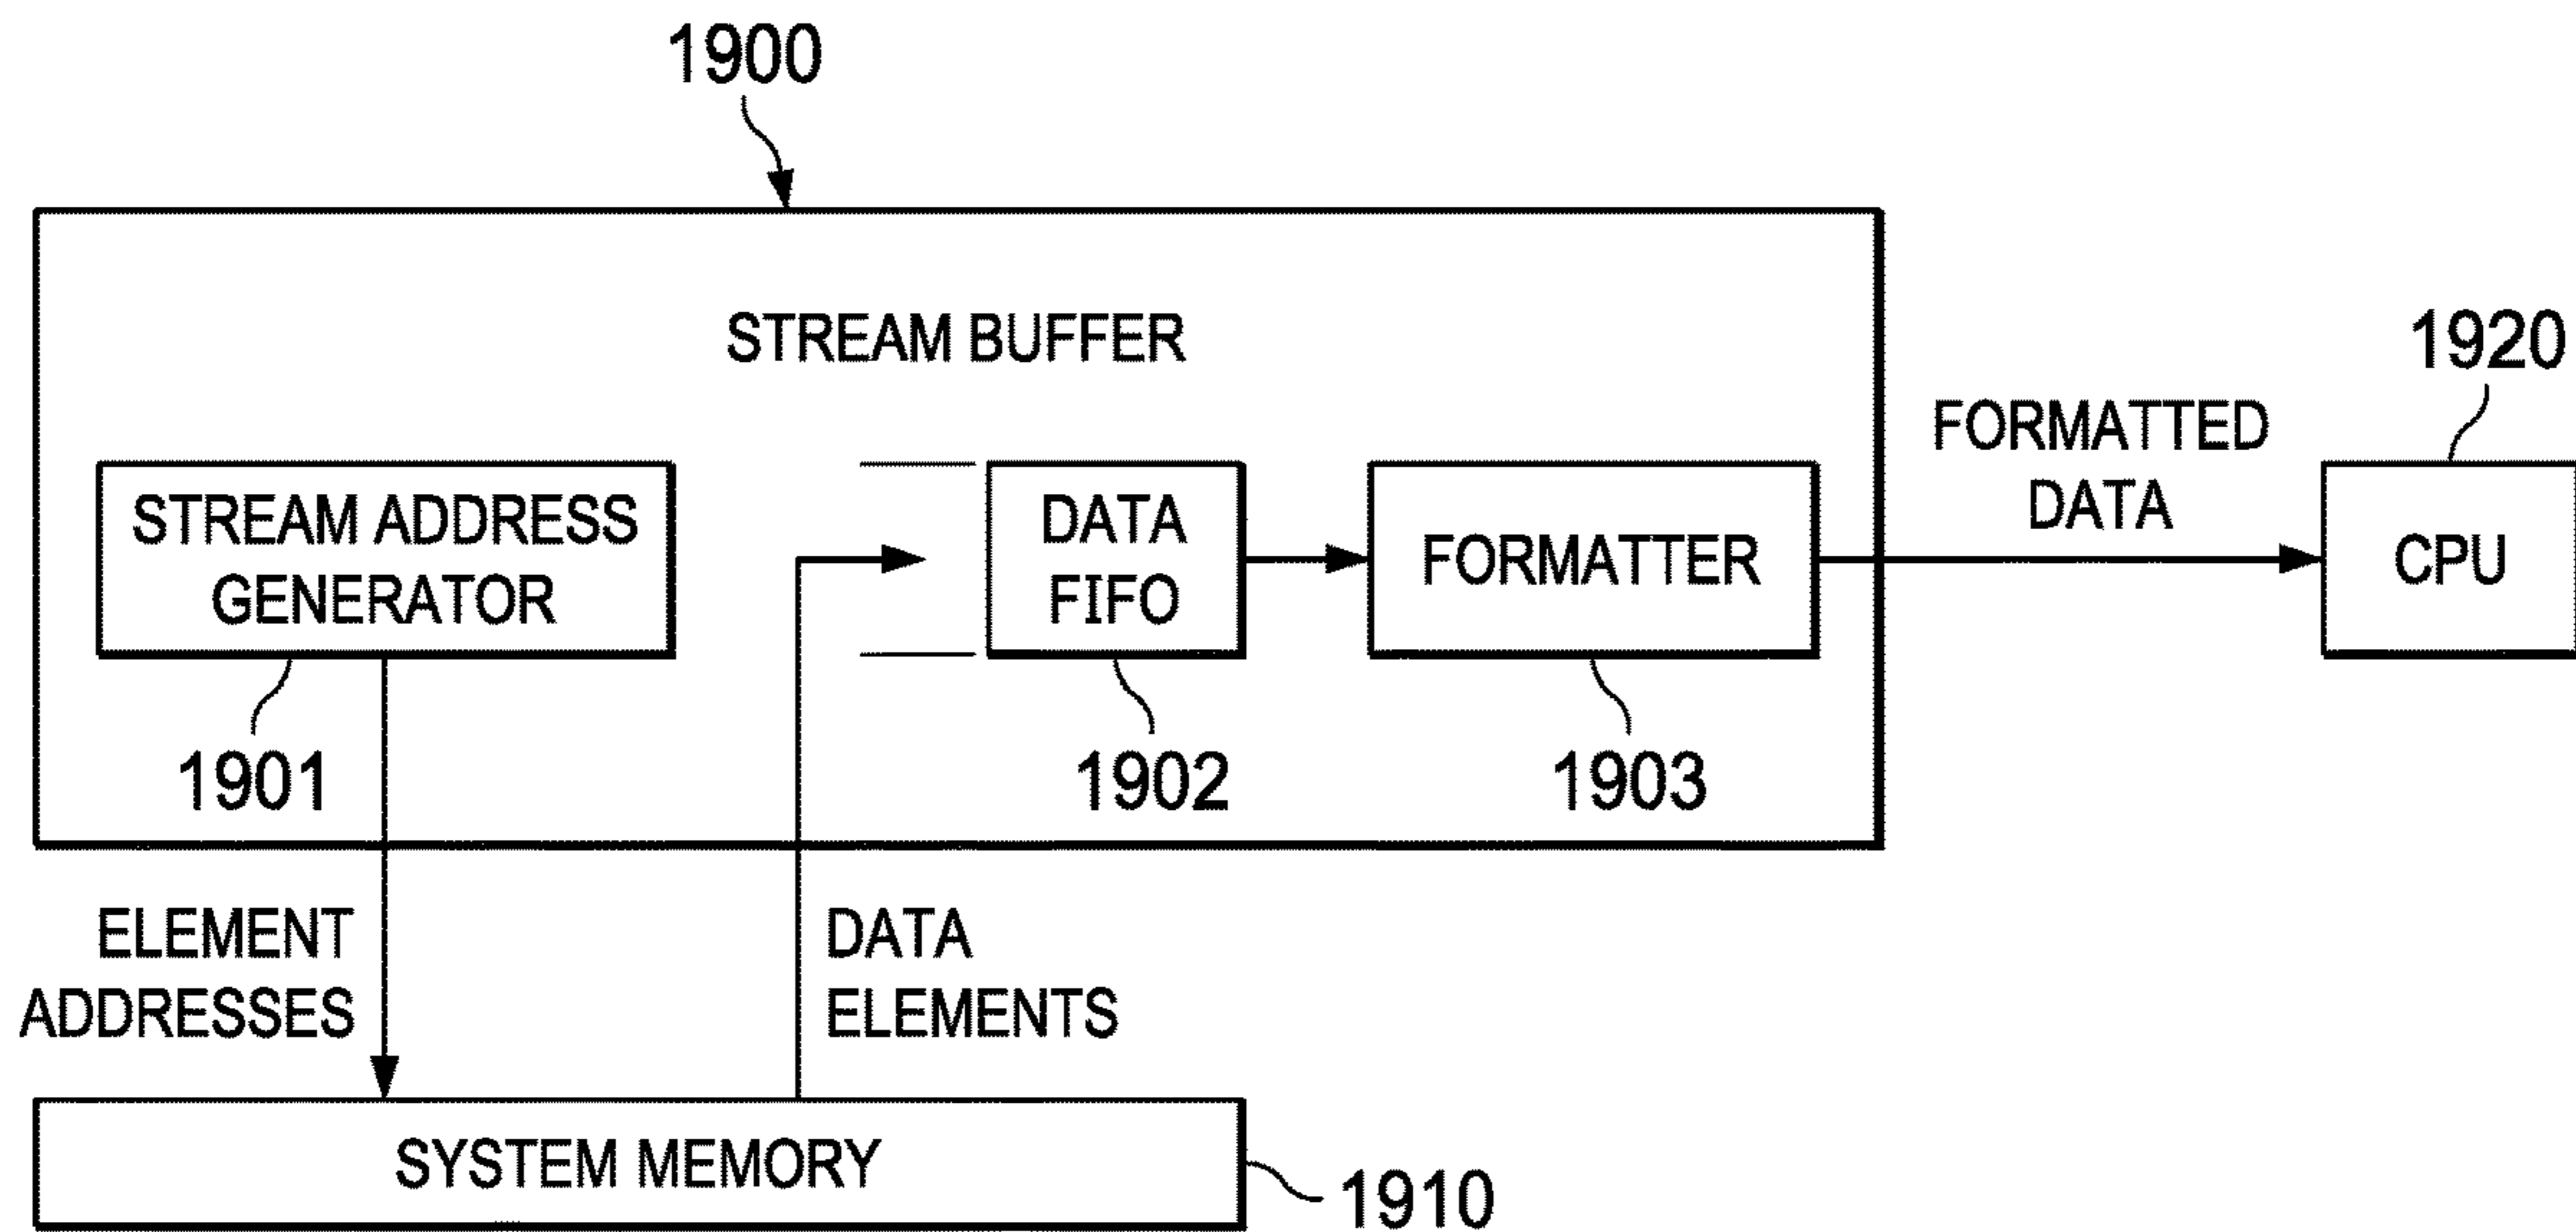 1900
STREAM BUFFER
1920
FORMATTED
DATA
STREAM ADDRESS
GENERATOR
DATA
FIFO
FORMATTER
CPU
1901
1902
1903
ELEMENT
ADDRESSES
DATA
ELEMENTS
SYSTEM MEMORY
1910